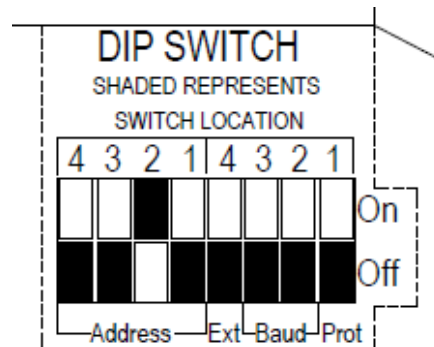 DIP SWITCH
SHADED REPRESENTS
SWITCH LOCATION
4 3 2 1 4 3 2 1
On
Off
Address Ext Baud Prot